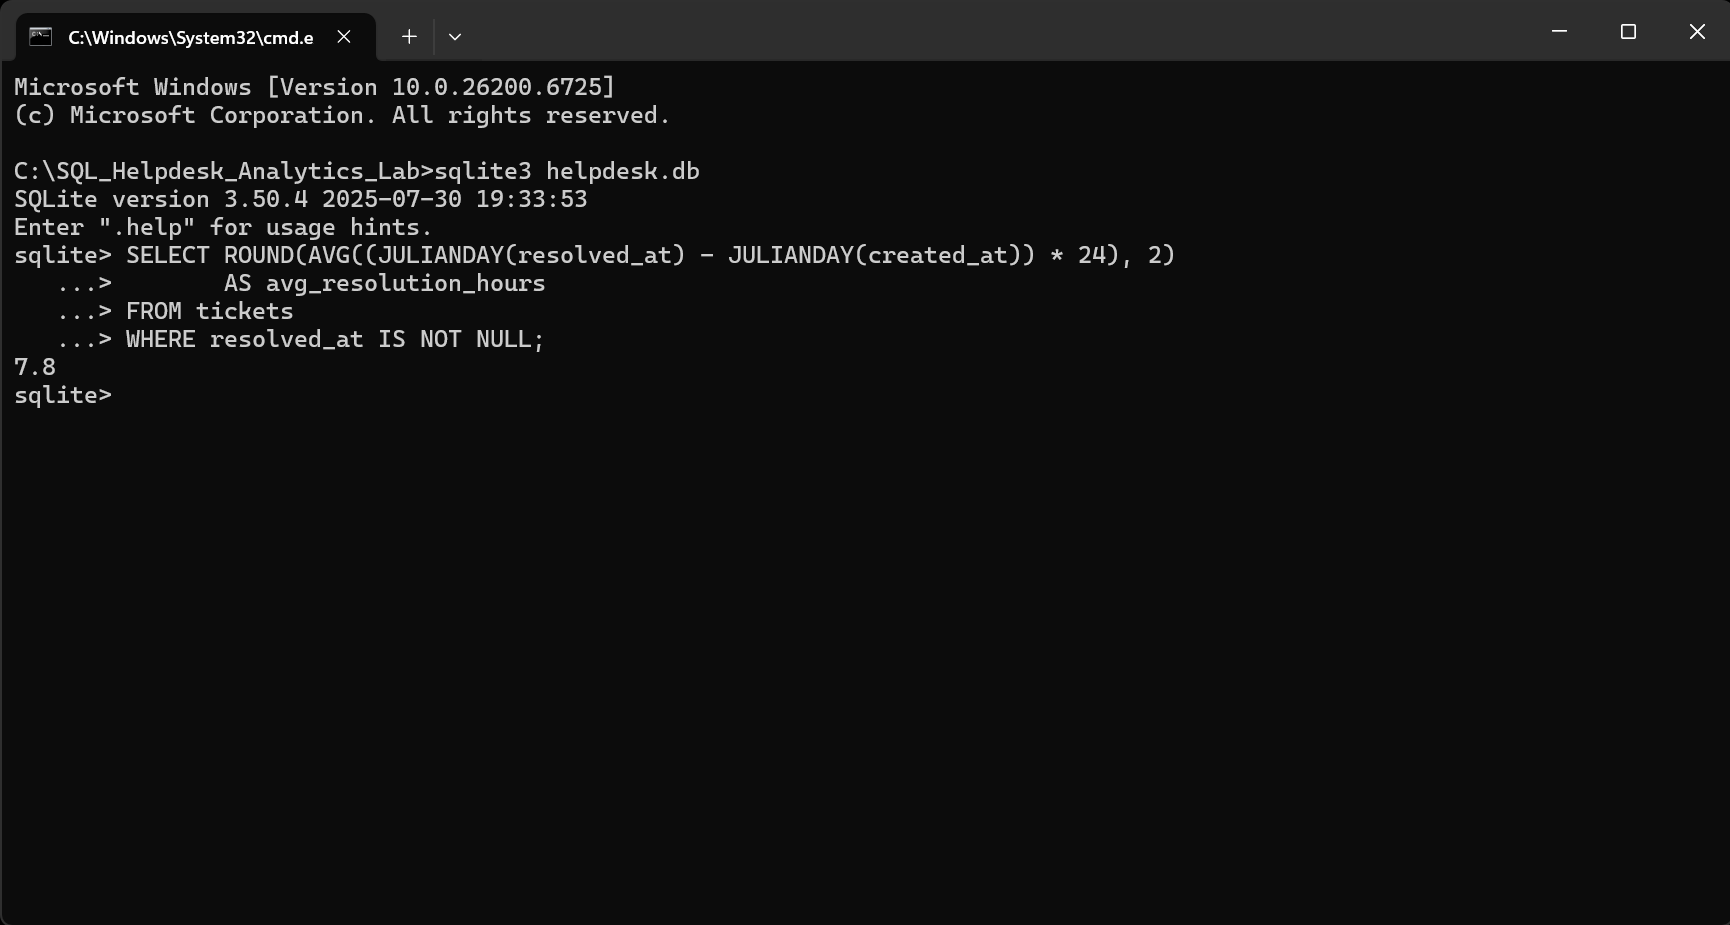 C:\Windows\System32\cmd.e
Microsoft Windows [Version 10.0.26200.6725]
(c) Microsoft Corporation. All rights reserved.
C:\SQL_Helpdesk_Analytics_Lab>sqlite3 helpdesk.db
SQLite version 3.50.4 2025-07-30 19:33:53
Enter ".help" for usage hints.
sqlite> SELECT ROUND(AVG((JULIANDAY(resolved_at) - JULIANDAY(created_at)) * 24), 2)
   ...>        AS avg_resolution_hours
   ...> FROM tickets
   ...> WHERE resolved_at IS NOT NULL;
7.8
sqlite>